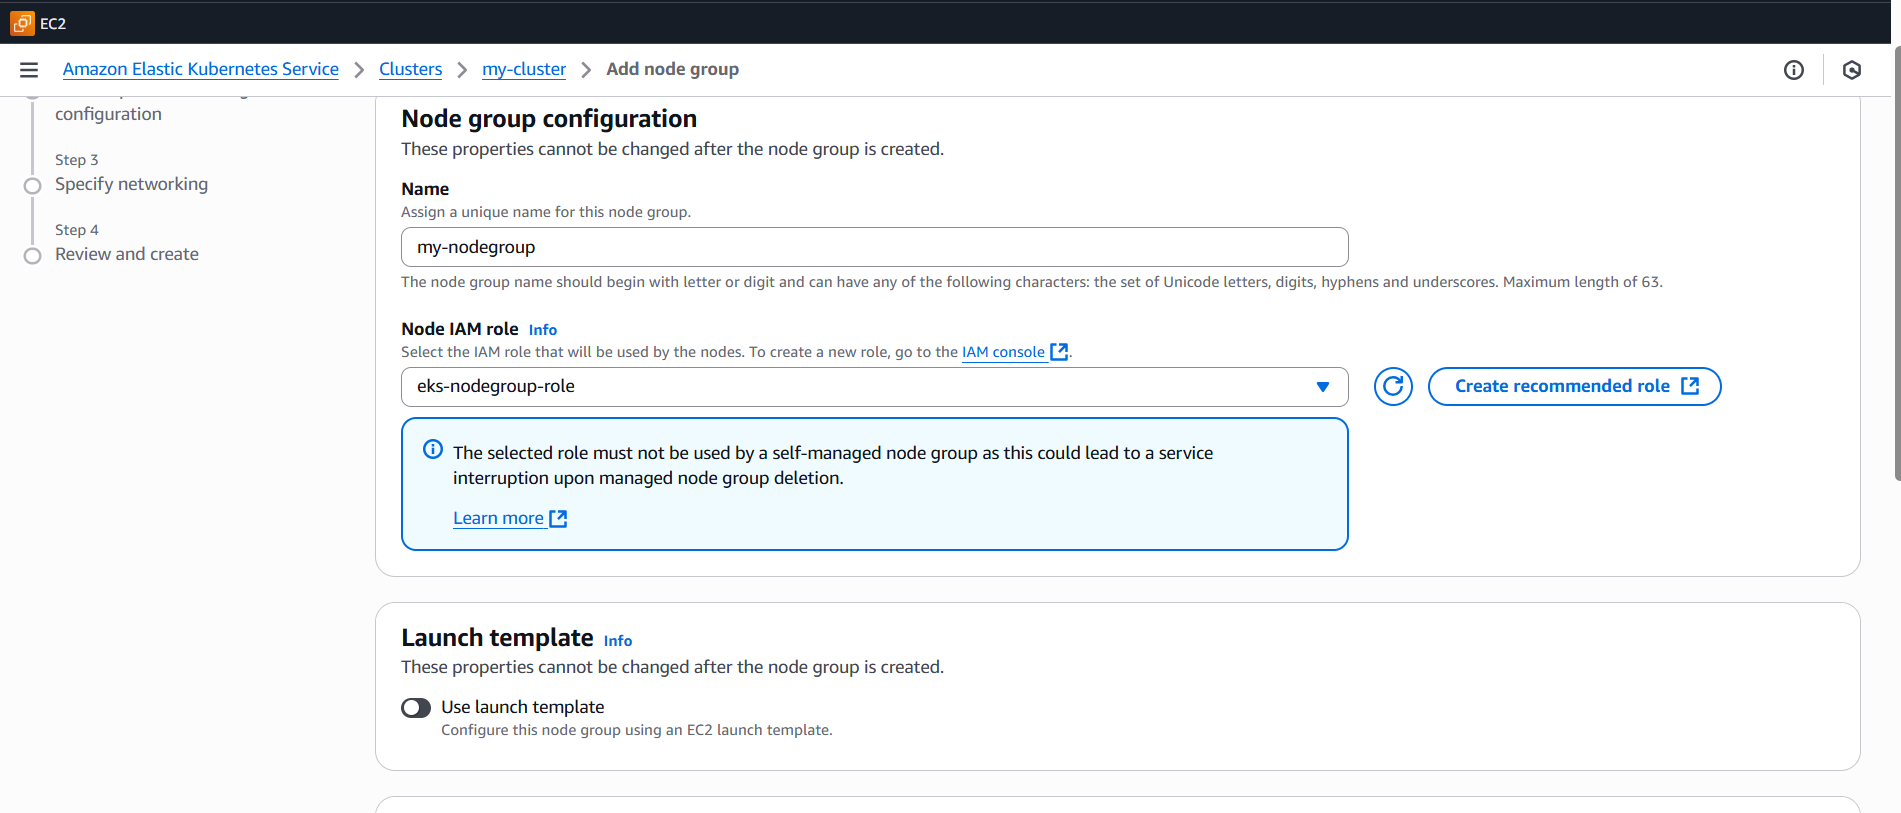 EC2
Amazon Elastic Kubernetes Service > Clusters > my-cluster > Add node group
configuration
Step 3
Specify networking
Step 4
Review and create
Node group configuration
These properties cannot be changed after the node group is created.
Name
Assign a unique name for this node group.
my-nodegroup
The node group name should begin with letter or digit and can have any of the following characters: the set of Unicode letters, digits, hyphens and underscores. Maximum length of 63.
Node IAM role Info
Select the IAM role that will be used by the nodes. To create a new role, go to the IAM console.
eks-nodegroup-role
Create recommended role
The selected role must not be used by a self-managed node group as this could lead to a service
interruption upon managed node group deletion.
Learn more
Launch template Info
These properties cannot be changed after the node group is created.
Use launch template
Configure this node group using an EC2 launch template.